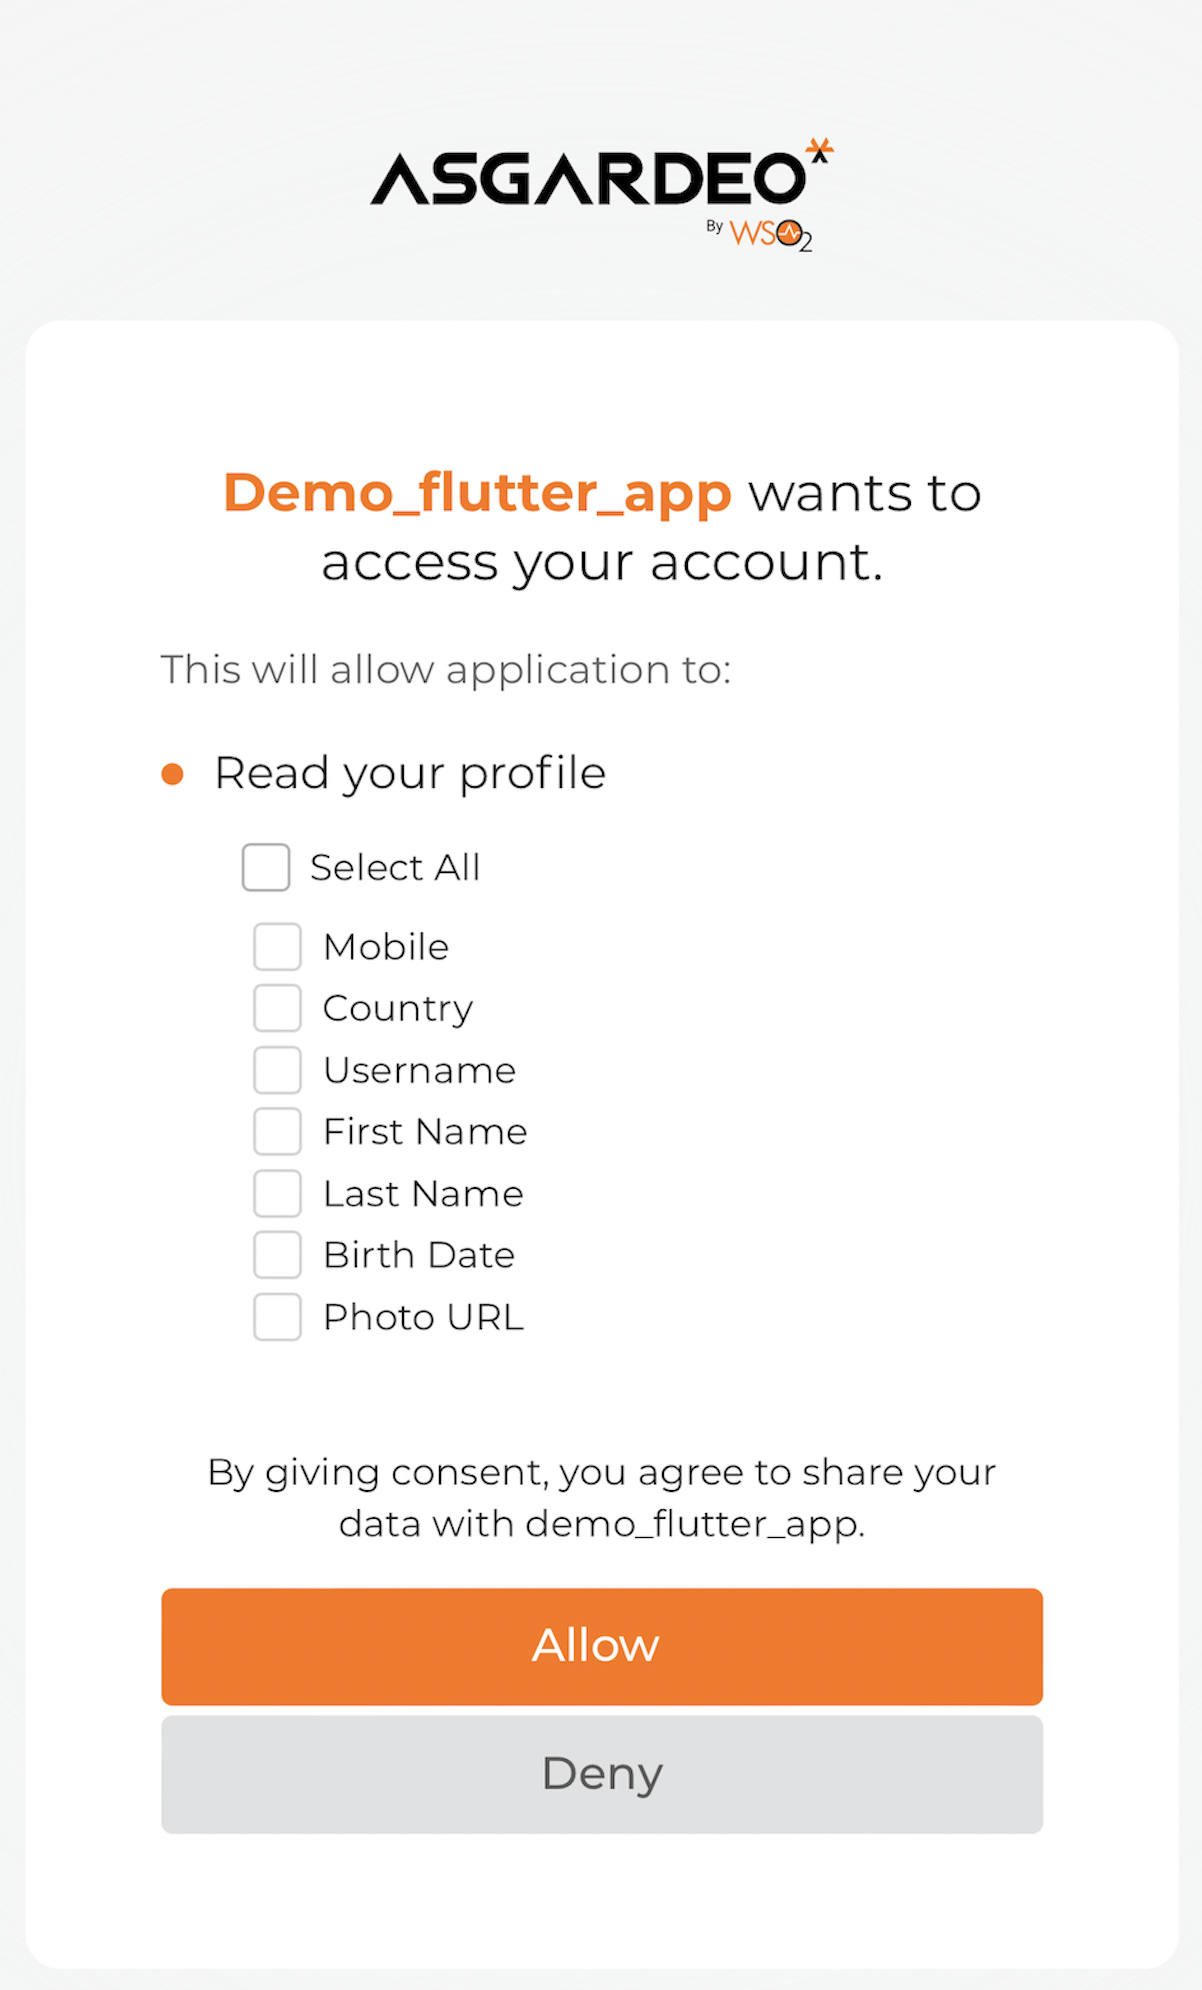 ASGARDEO
By WSO2
Demo_flutter_app wants to
access your account.
This will allow application to:
Read your profile
Select All
Mobile
Country
Username
First Name
Last Name
Birth Date
Photo URL
By giving consent, you agree to share your
data with demo_flutter_app.
Allow
Deny